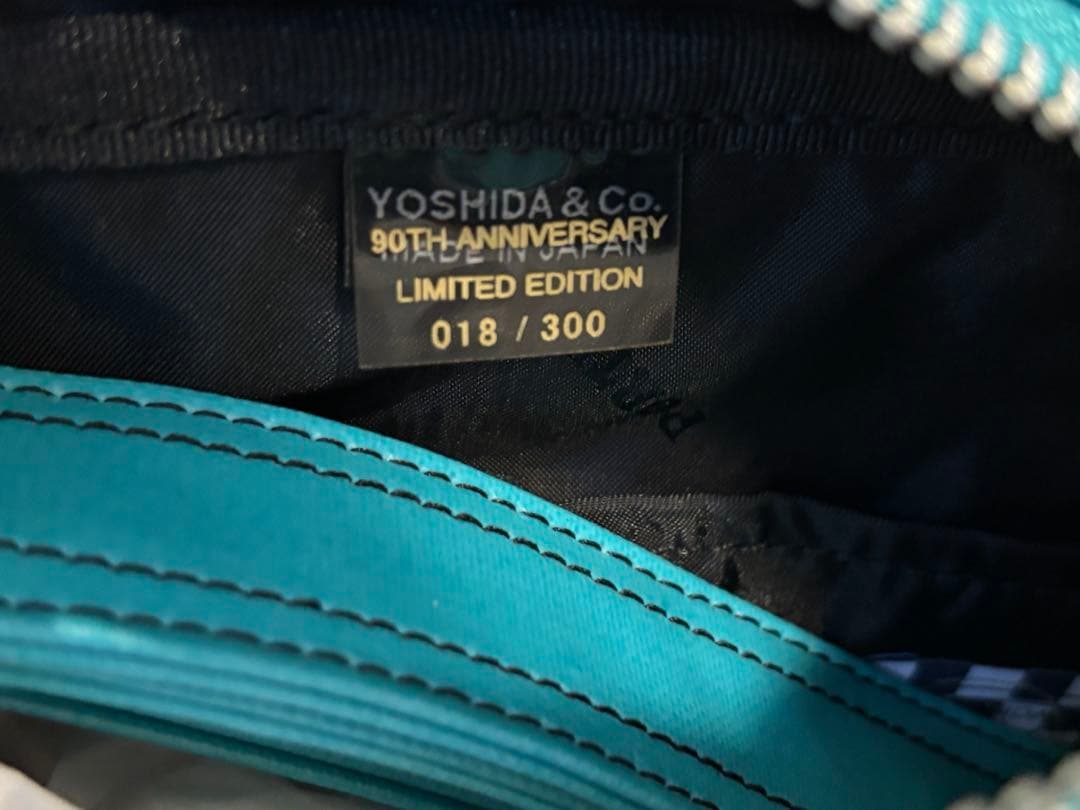 YOSHIDA & Co.
90TH ANNIVERSARY
MADE IN JAPAN
LIMITED EDITION
018 / 300